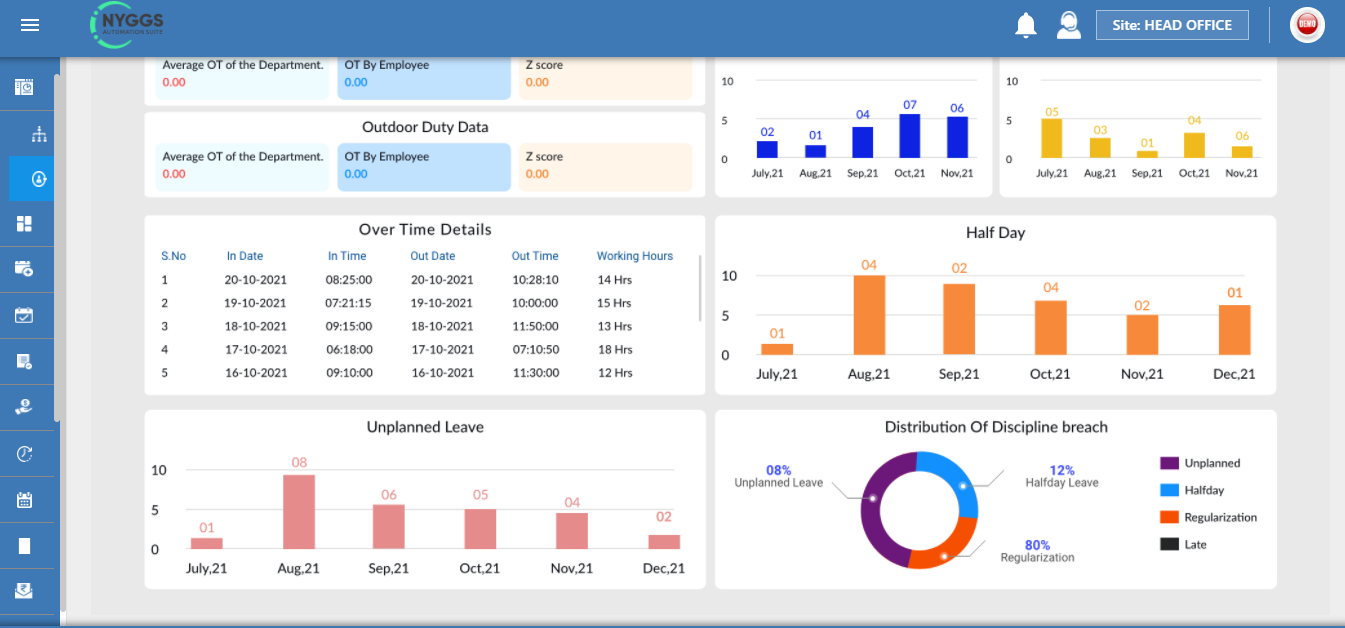 NYGGS
AUTOMATION SUITE
Site: HEAD OFFICE
DEMO
Average OT of the Department.
0.00
OT By Employee
0.00
Z score
0.00
Outdoor Duty Data
Average OT of the Department.
0.00
OT By Employee
0.00
Z score
0.00
10
5
0
02
01
04
07
06
July,21 Aug,21 Sep,21 Oct,21 Nov,21
10
5
0
05
03
01
04
06
July,21 Aug,21 Sep,21 Oct,21 Nov,21
Over Time Details
S.No In Date In Time Out Date Out Time Working Hours
1 20-10-2021 08:25:00 20-10-2021 10:28:10 14 Hrs
2 19-10-2021 07:21:15 19-10-2021 10:00:00 15 Hrs
3 18-10-2021 09:15:00 18-10-2021 11:50:00 13 Hrs
4 17-10-2021 06:18:00 17-10-2021 07:10:50 18 Hrs
5 16-10-2021 09:10:00 16-10-2021 11:30:00 12 Hrs
Half Day
10
5
0
01
04
02
04
02
01
July,21 Aug,21 Sep,21 Oct,21 Nov,21 Dec,21
Unplanned Leave
10
5
0
01
08
06
05
04
02
July,21 Aug,21 Sep,21 Oct,21 Nov,21 Dec,21
Distribution Of Discipline breach
08%
Unplanned Leave
12%
Halfday Leave
80%
Regularization
Unplanned
Halfday
Regularization
Late